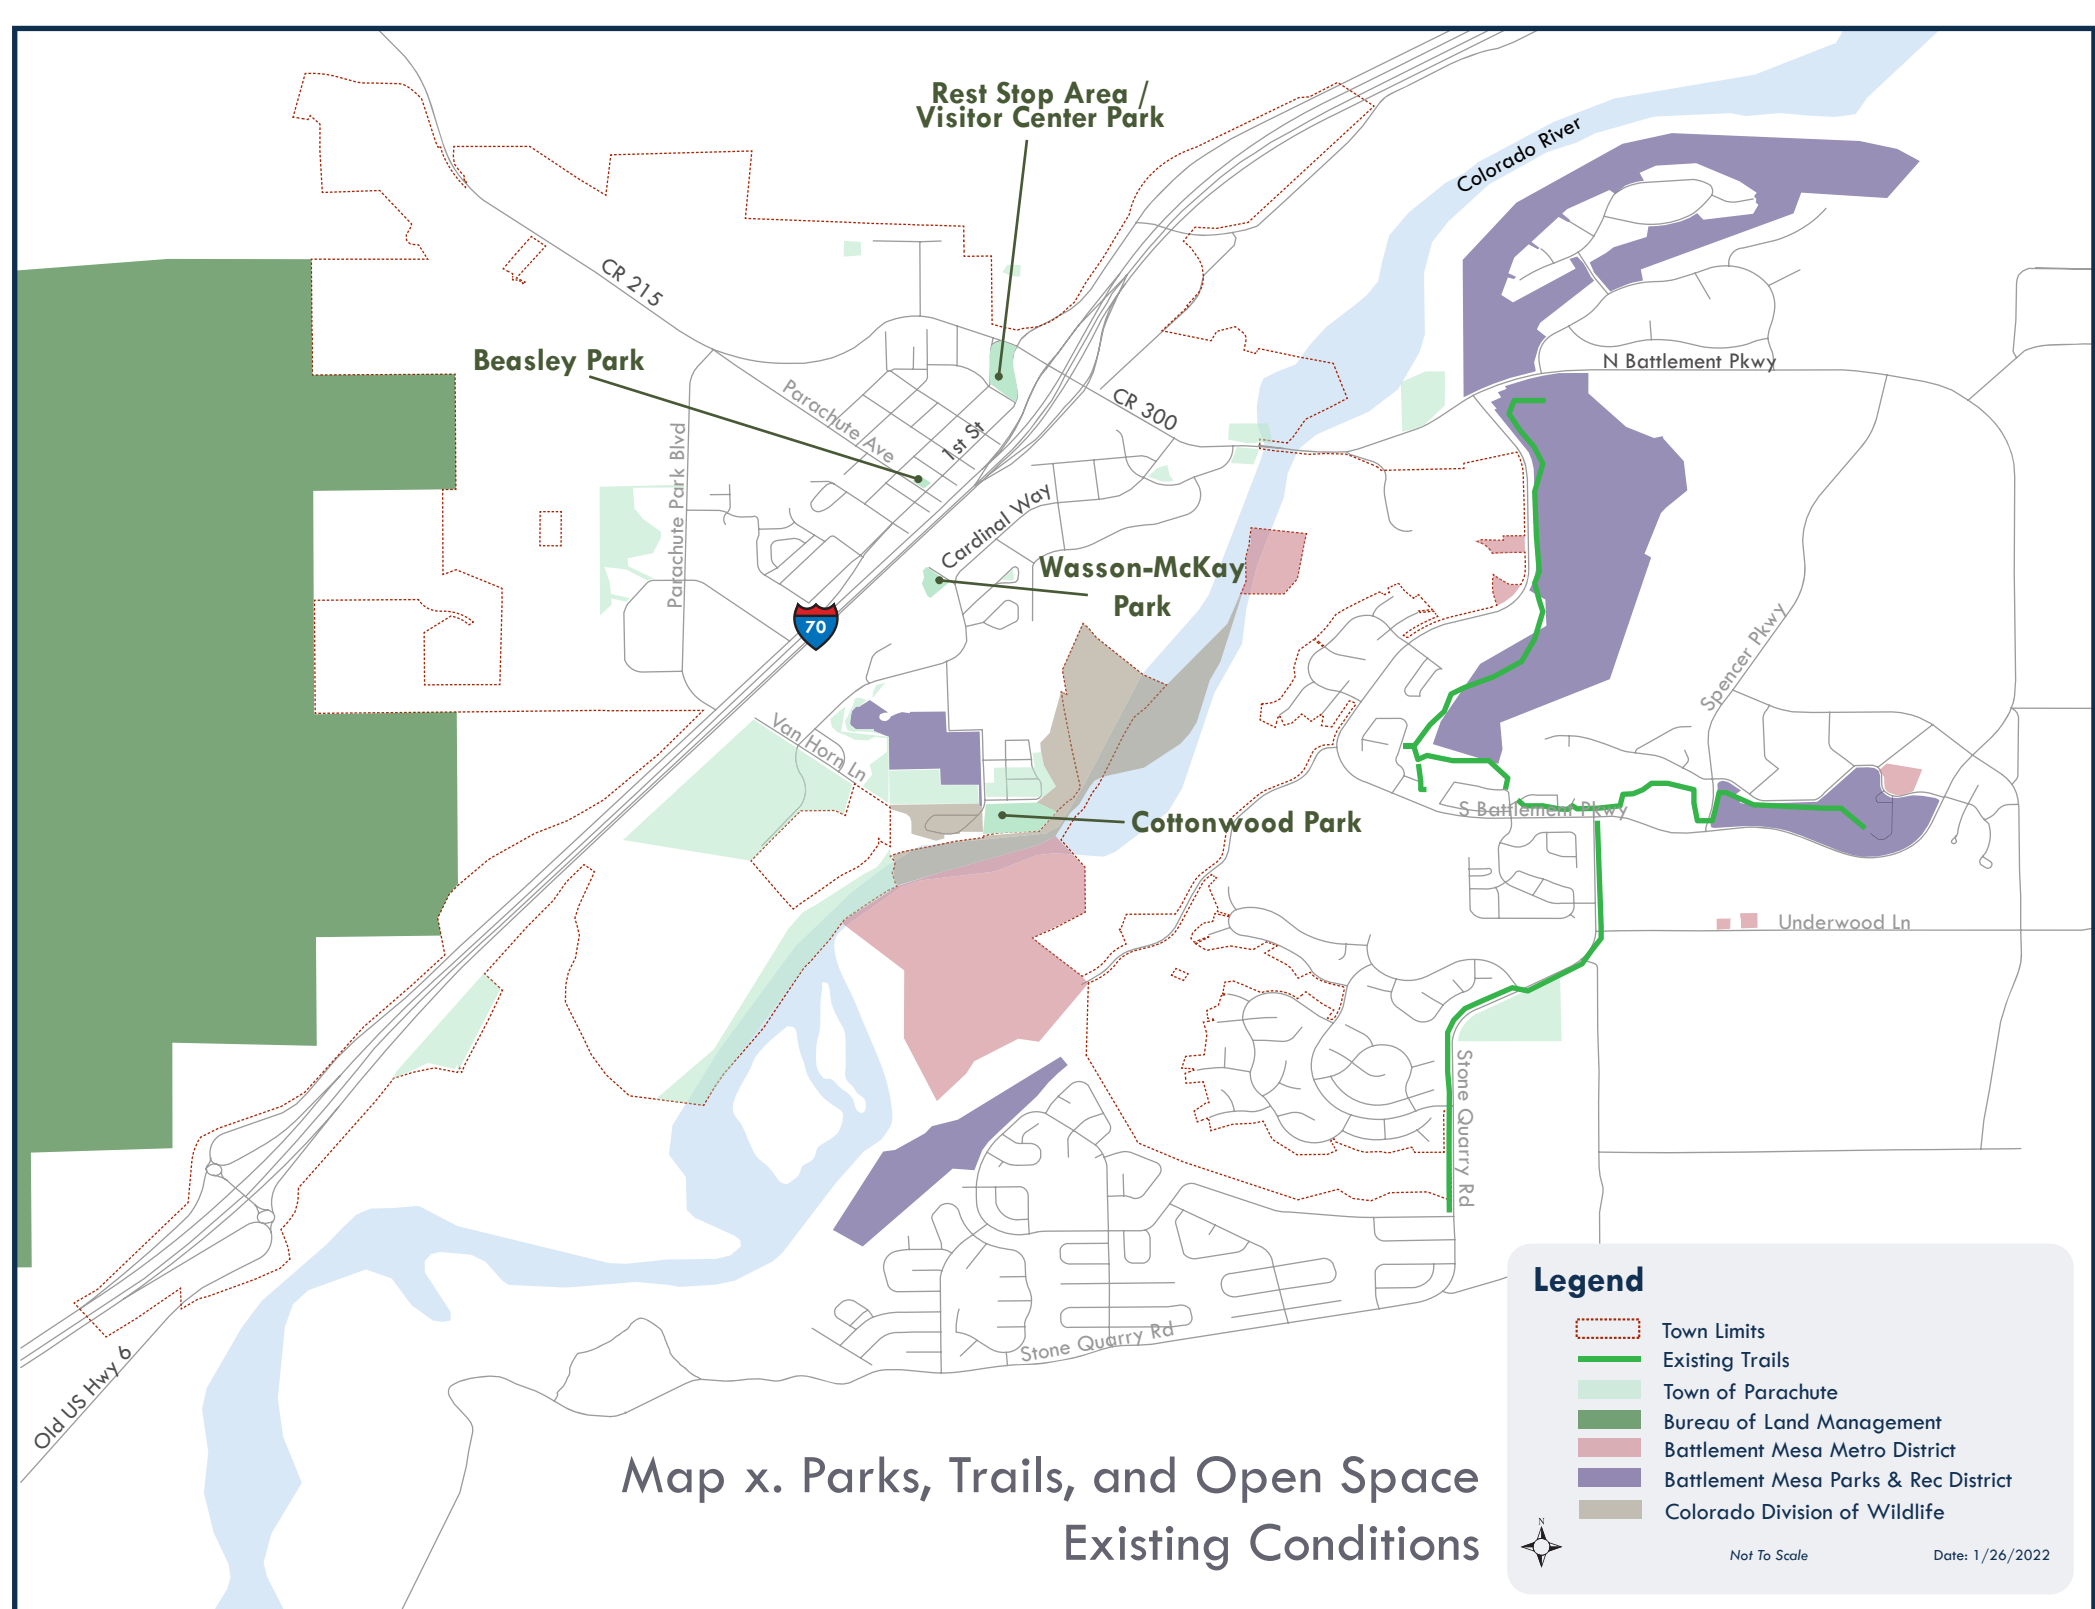 Rest Stop Area /
Visitor Center Park
Colorado River
CR 215
Beasley Park
N Battlement Pkwy
Parachute Ave
CR 300
1st St
Parachute Park Blvd
Cardinal Way
Wasson-McKay
Park
70
Spencer Pkwy
Van Horn Ln
S Battlement Pkwy
Cottonwood Park
Underwood Ln
Stone Quarry Rd
Stone Quarry Rd
Old US Hwy 6
Map x. Parks, Trails, and Open Space
Existing Conditions
Legend
Town Limits
Existing Trails
Town of Parachute
Bureau of Land Management
Battlement Mesa Metro District
Battlement Mesa Parks & Rec District
Colorado Division of Wildlife
N
Not To Scale
Date: 1/26/2022